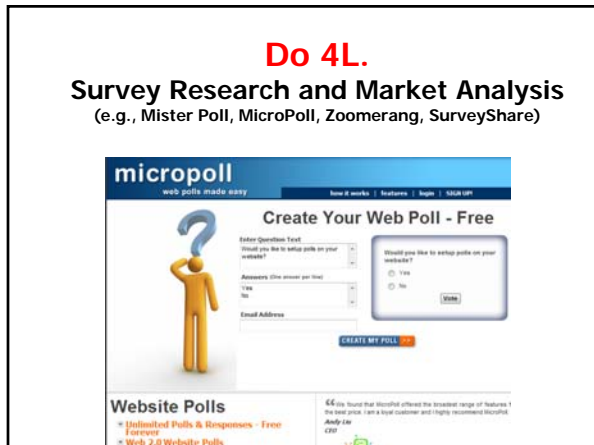 Do 4L.
Survey Research and Market Analysis
(e.g., Mister Poll, MicroPoll, Zoomerang, SurveyShare)
micropoll
web polls made easy
how it works | features | login | SIGN UP!
Create Your Web Poll - Free
Enter Question Text
Would you like to setup polls on your
website?
Answers (One answer per line)
Yes
No
Email Address
Would you like to setup polls on your
website?
Yes
No
Vote
CREATE MY POLL >>
Website Polls
Unlimited Polls & Responses - Free
Forever
Web 2.0 Website Polls
We found that MicroPoll offered the broadest range of features
the best price. I am a loyal customer and I highly recommend MicroPoll.
Andy Liu
CEO